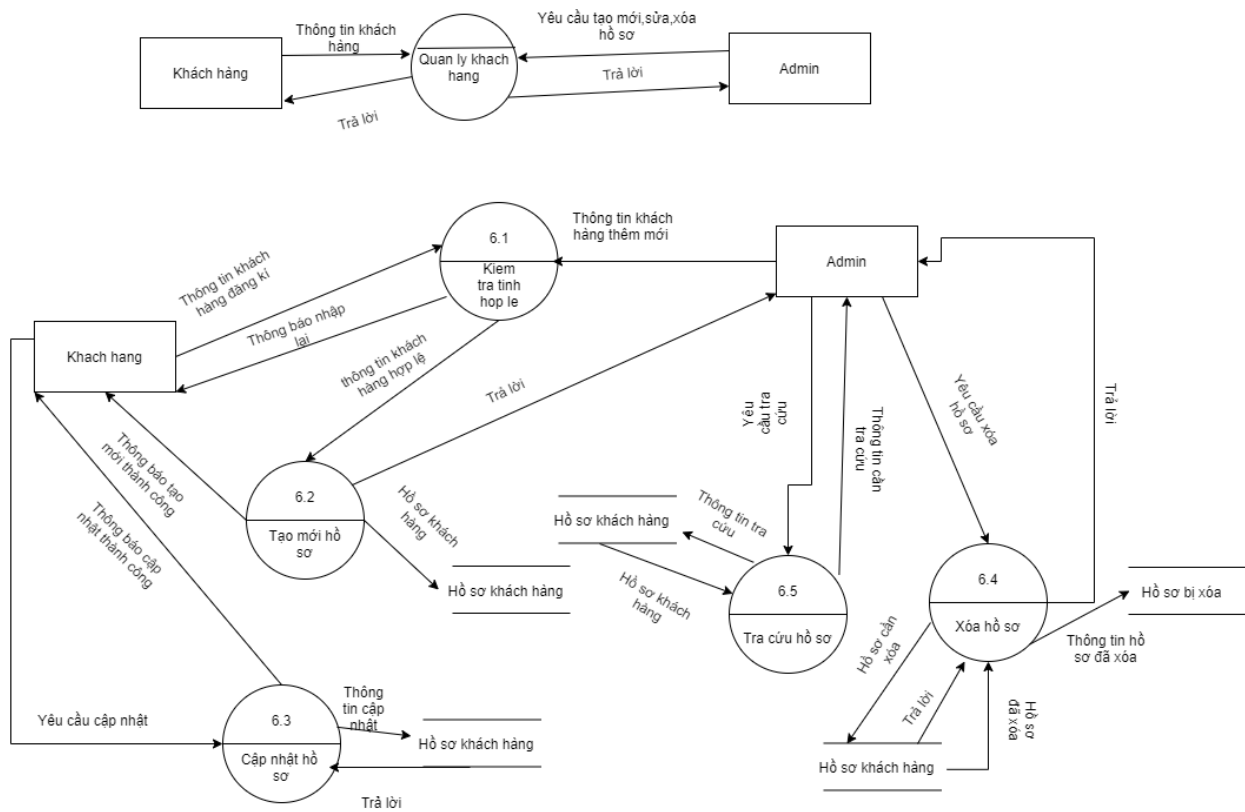 Thông tin khách
hàng
Yêu cầu tạo mới,sửa,xóa
hồ sơ
Khách hàng
Quan ly khach
hang
Admin
Trả lời
Trả lời
6.1
Kiem
tra tinh
hop le
Thông tin khách
hàng thêm mới
Admin
Thông tin khách
hàng đăng kí
Thông báo nhập
lại
Khach hang
thông tin khách
hàng hợp lệ
Trả lời
Yêu
cầu tra
cứu
Thông tin cần
tra cứu
Yêu cầu xóa
hồ sơ
Trả lời
Thông báo tạo
mới thành công
6.2
Tạo mới hồ
sơ
Hồ sơ khách
hàng
Hồ sơ khách hàng
Thông báo cập
nhật thành công
Hồ sơ khách hàng
Thông tin tra
cứu
Hồ sơ khách
hàng
6.5
Tra cứu hồ sơ
6.4
Xóa hồ sơ
Hồ sơ bị xóa
Thông tin hồ
sơ đã xóa
Hồ sơ cần
xóa
Trả lời
Hồ sơ
đã xóa
Hồ sơ khách hàng
Yêu cầu cập nhật
6.3
Cập nhật hồ
sơ
Thông
tin cập
nhật
Hồ sơ khách hàng
Trả lời